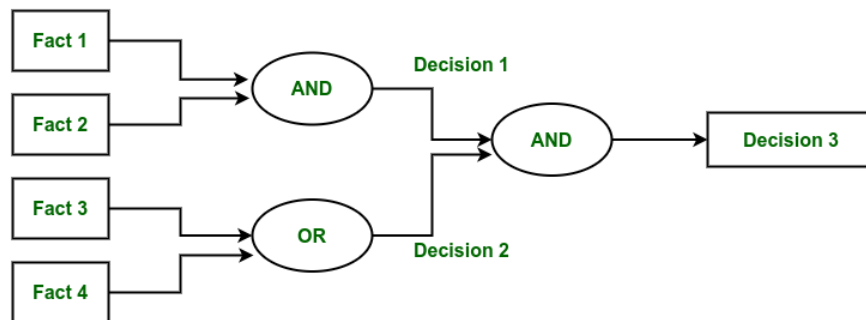 Fact 1
Fact 2
Fact 3
Fact 4
AND
OR
Decision 1
Decision 2
AND
Decision 3